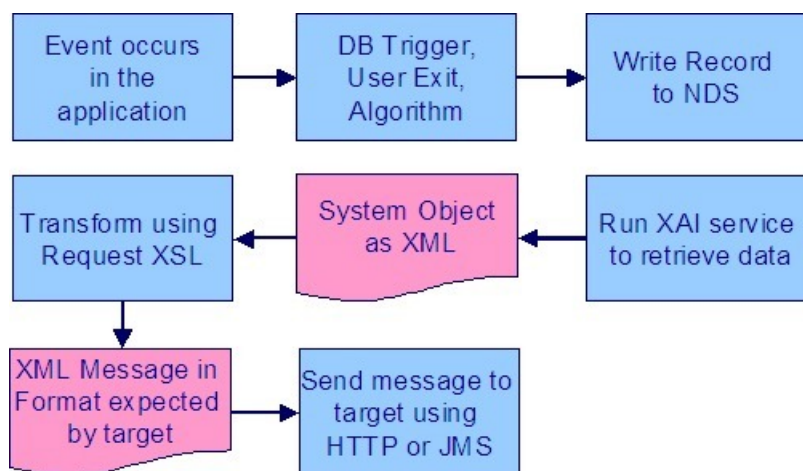 Event occurs
in the
application
DB Trigger,
User Exit,
Algorithm
Write Record
to NDS
Transform using
Request XSL
System Object
as XML
Run XAI service
to retrieve data
XML Message in
Format expected
by target
Send message to
target using
HTTP or JMS